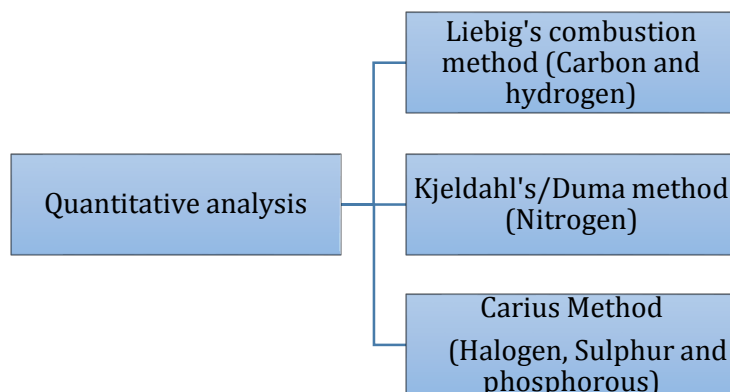 Liebig's combustion
method (Carbon and
hydrogen)
Quantitative analysis
Kjeldahl's/Duma method
(Nitrogen)
Carius Method
(Halogen, Sulphur and
phosphorous)